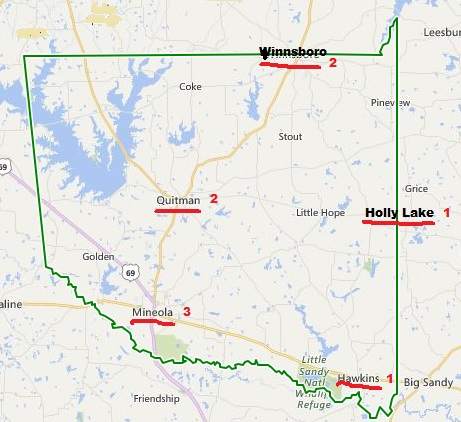 Leesbu
Winnsboro
2
Coke
Pineview
Stout
69
Grice
Quitman 2
Little Hope
Holly Lake 1
Golden
69
aline
Mineola 3
Little
Sandy
Natl
Wildlife
Refuge
Hawkins 1
Big Sandy
Friendship